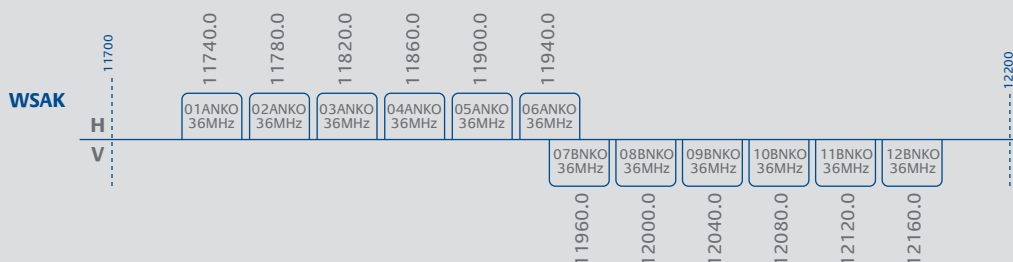 11740.0
11780.0
11820.0
11860.0
11900.0
11940.0
11700
12200
WSAK
H
V
01ANKO
36MHz
02ANKO
36MHz
03ANKO
36MHz
04ANKO
36MHz
05ANKO
36MHz
06ANKO
36MHz
07BNKO
36MHz
08BNKO
36MHz
09BNKO
36MHz
10BNKO
36MHz
11BNKO
36MHz
12BNKO
36MHz
11960.0
12000.0
12040.0
12080.0
12120.0
12160.0